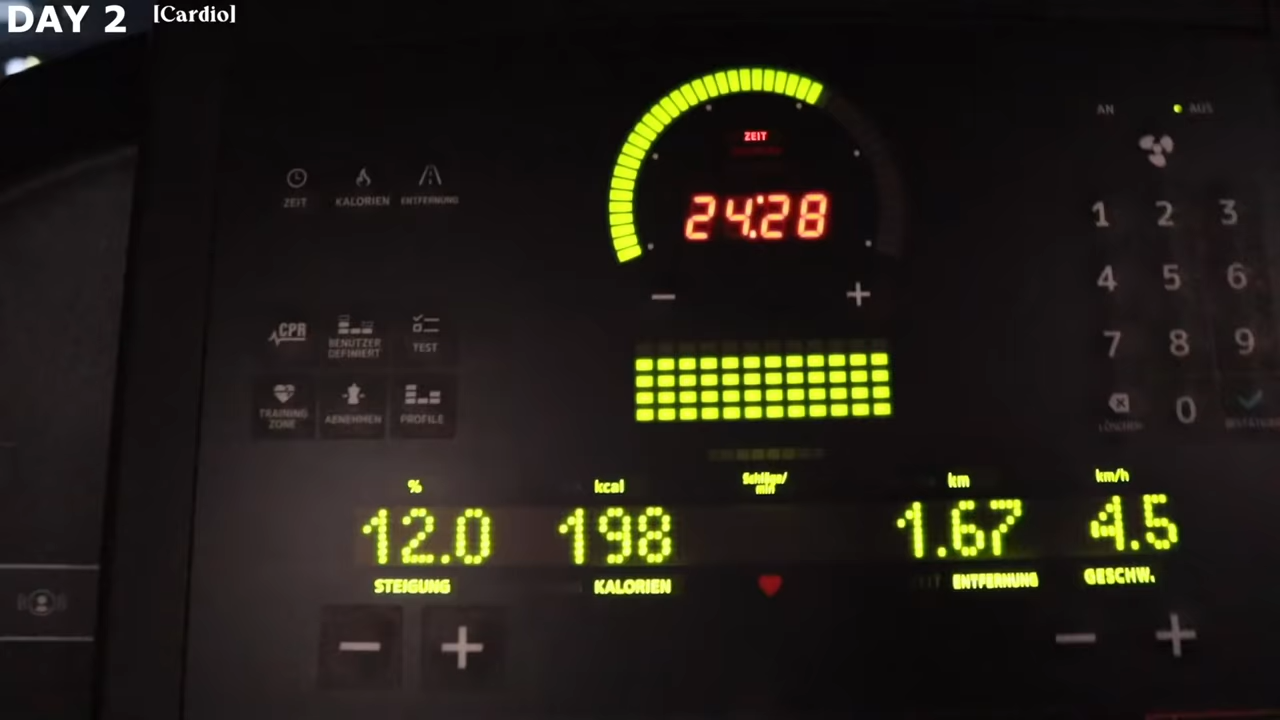 DAY 2 [Cardio]
ZEIT
24:28
ZEIT KALORIEN ENTFERNUNG
AN AUS
1 2 3
4 5 6
7 8 9
LÖSCHEN 0
− +
CPR BENUTZER DEFINIERT TEST
TRAINING ZONE ABNEHMEN PROFILE
% kcal Schläge/min km km/h
12.0 198 1.67 4.5
STEIGUNG KALORIEN ENTFERNUNG GESCHW.
− + − +